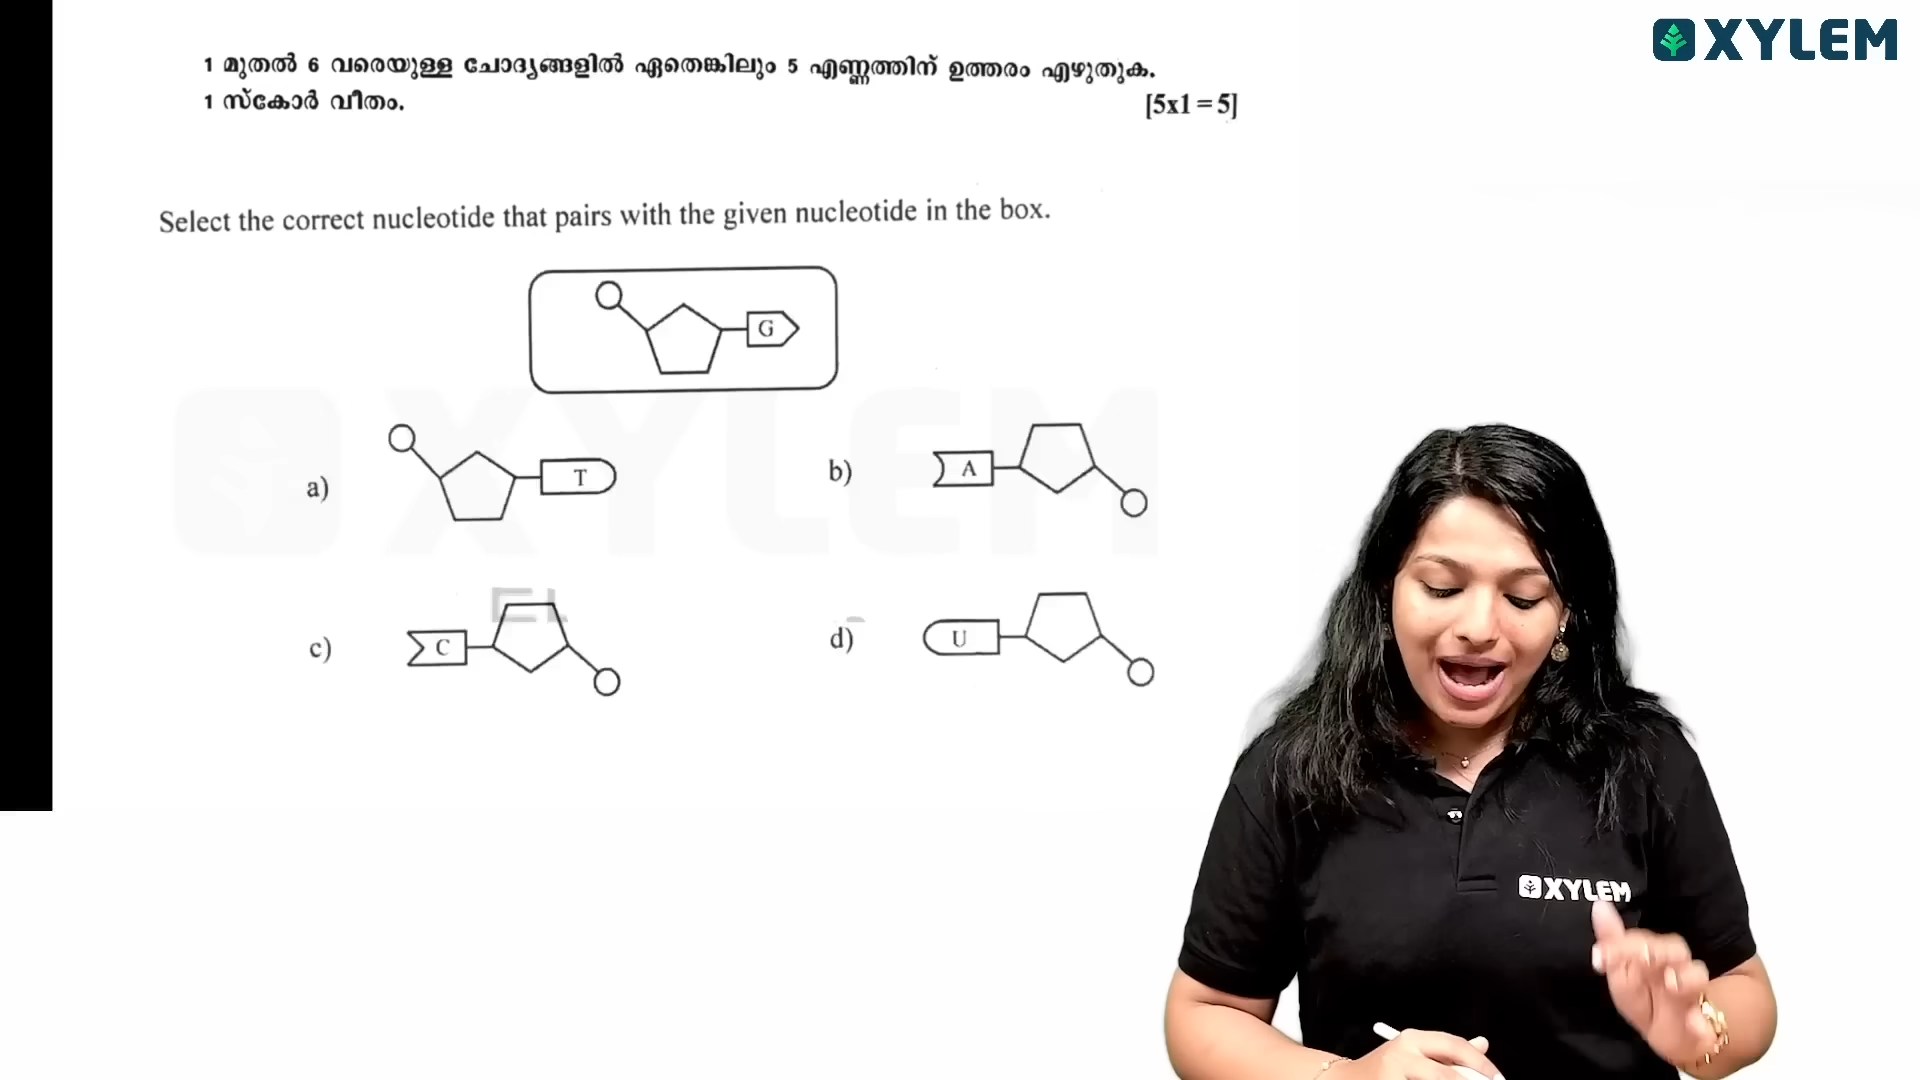 XYLEM
1 മുതൽ 6 വരെയുള്ള ചോദ്യങ്ങളിൽ ഏതെങ്കിലും 5 എണ്ണത്തിന് ഉത്തരം എഴുതുക.
1 സ്കോർ വീതം. [5x1 = 5]
Select the correct nucleotide that pairs with the given nucleotide in the box.
G
a) T
b) A
c) C
d) U
XYLEM
XYLEM